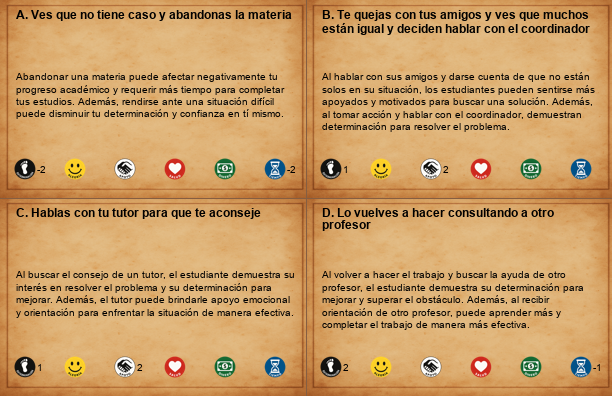 A. Ves que no tiene caso y abandonas la materia
Abandonar una materia puede afectar negativamente tu
progreso académico y requerir más tiempo para completar
tus estudios. Además, rendirse ante una situación difícil
puede disminuir tu determinación y confianza en tí mismo.
-2
-2
B. Te quejas con tus amigos y ves que muchos
están igual y deciden hablar con el coordinador
Al hablar con sus amigos y darse cuenta de que no están
solos en su situación, los estudiantes pueden sentirse más
apoyados y motivados para buscar una solución. Además,
al tomar acción y hablar con el coordinador, demuestran
determinación para resolver el problema.
1
2
C. Hablas con tu tutor para que te aconseje
Al buscar el consejo de un tutor, el estudiante demuestra su
interés en resolver el problema y su determinación para
mejorar. Además, el tutor puede brindarle apoyo emocional
y orientación para enfrentar la situación de manera efectiva.
1
2
D. Lo vuelves a hacer consultando a otro
profesor
Al volver a hacer el trabajo y buscar la ayuda de otro
profesor, el estudiante demuestra su determinación para
mejorar y superar el obstáculo. Además, al recibir
orientación de otro profesor, puede aprender más y
completar el trabajo de manera más efectiva.
2
-1